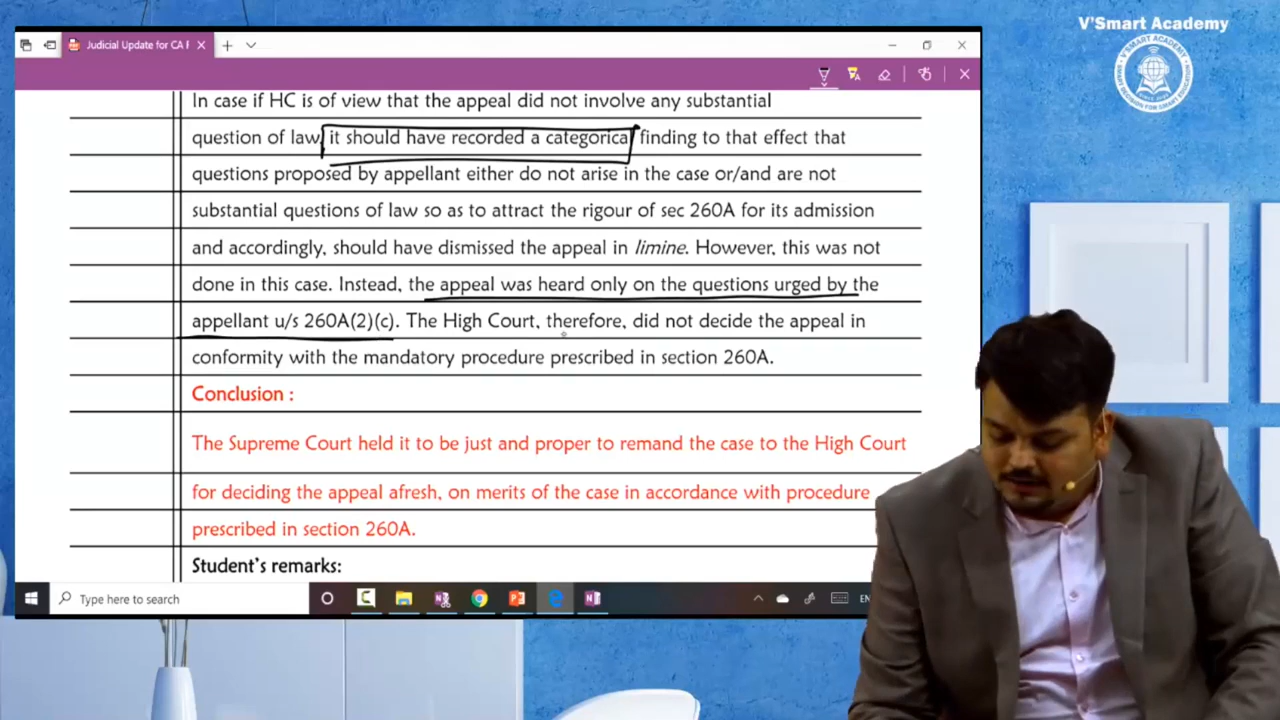 V'Smart Academy
Judicial Update for CA F
In case if HC is of view that the appeal did not involve any substantial
question of law, it should have recorded a categorical finding to that effect that
questions proposed by appellant either do not arise in the case or/and are not
substantial questions of law so as to attract the rigour of sec 260A for its admission
and accordingly, should have dismissed the appeal in limine. However, this was not
done in this case. Instead, the appeal was heard only on the questions urged by the
appellant u/s 260A(2)(c). The High Court, therefore, did not decide the appeal in
conformity with the mandatory procedure prescribed in section 260A.
Conclusion :
The Supreme Court held it to be just and proper to remand the case to the High Court
for deciding the appeal afresh, on merits of the case in accordance with procedure
prescribed in section 260A.
Student's remarks:
Type here to search
EN